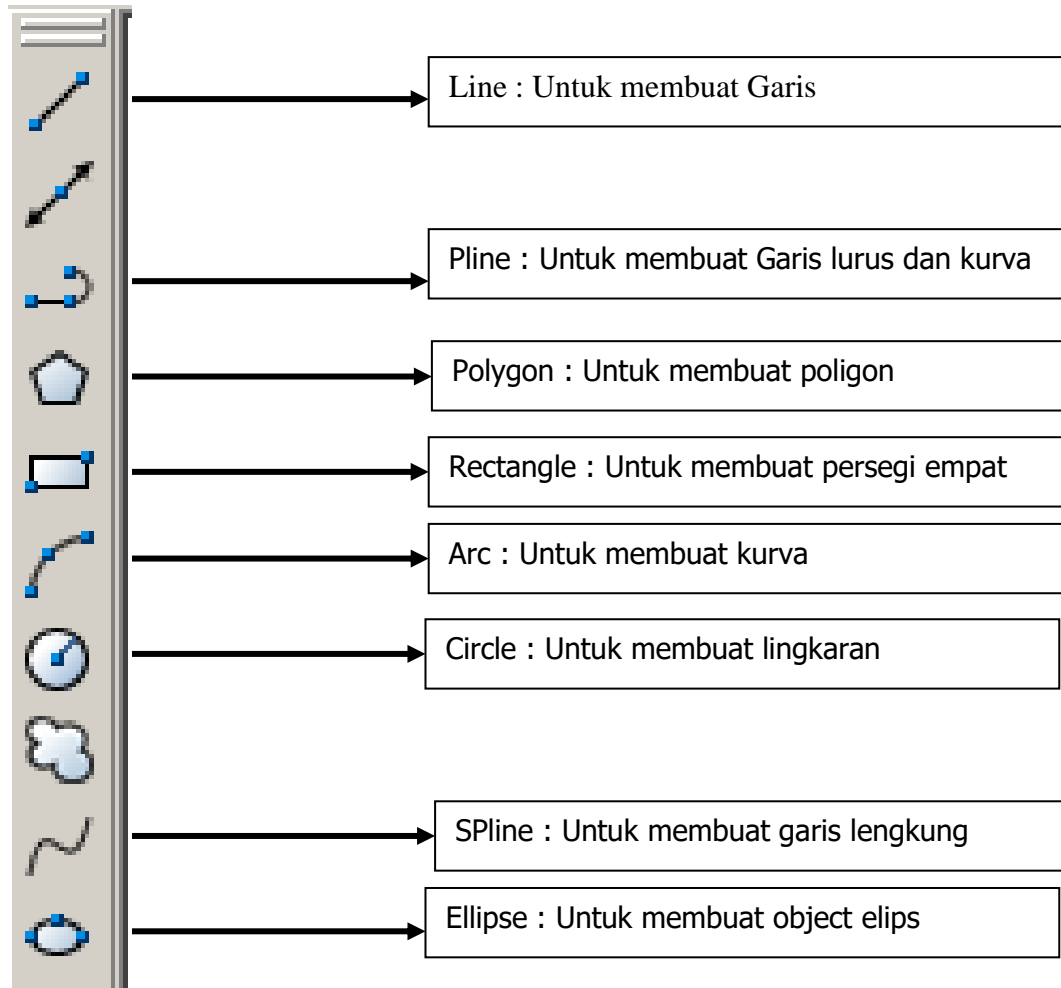 Line : Untuk membuat Garis
Pline : Untuk membuat Garis lurus dan kurva
Polygon : Untuk membuat poligon
Rectangle : Untuk membuat persegi empat
Arc : Untuk membuat kurva
Circle : Untuk membuat lingkaran
SPline : Untuk membuat garis lengkung
Ellipse : Untuk membuat object elips